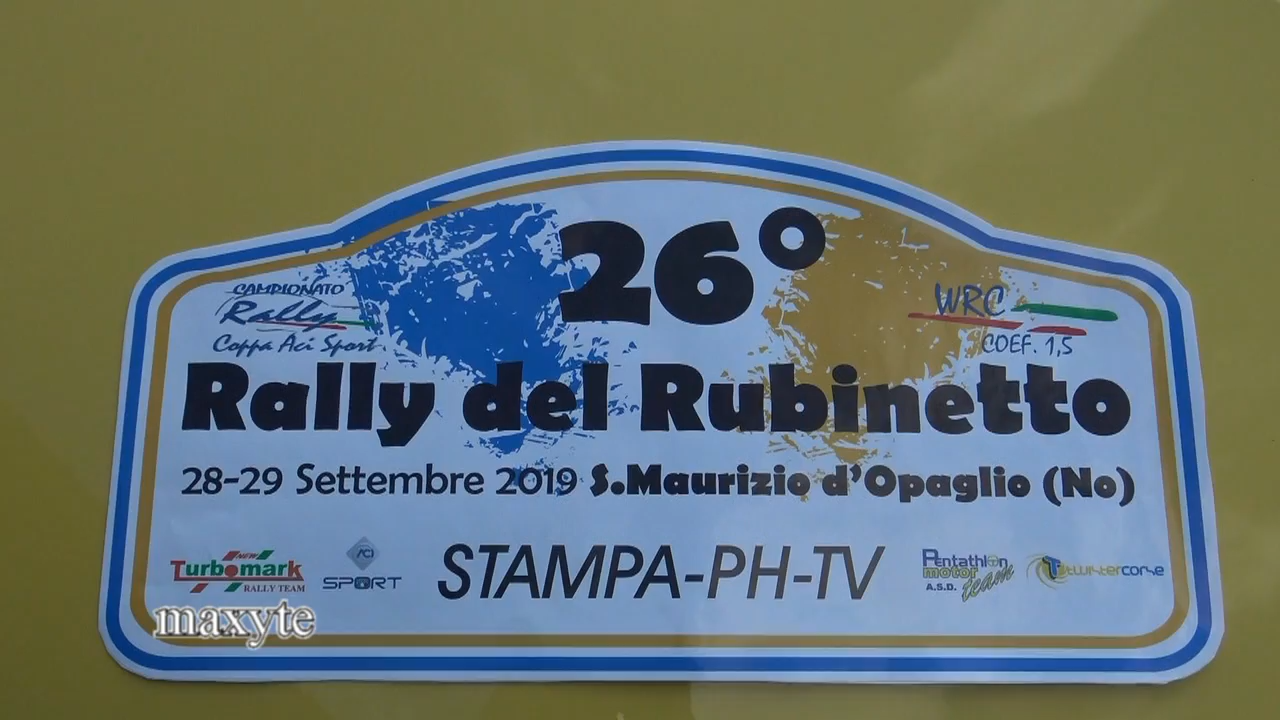 26°
CAMPIONATO
Rally
Coppa Aci Sport
WRC
COEF. 1,5
Rally del Rubinetto
28-29 Settembre 2019 S.Maurizio d'Opaglio (No)
NEW
Turbomark
RALLY TEAM
ACI
SPORT
STAMPA-PH-TV
Pentathlon
motor
team
A.S.D.
twistercorse
maxyte